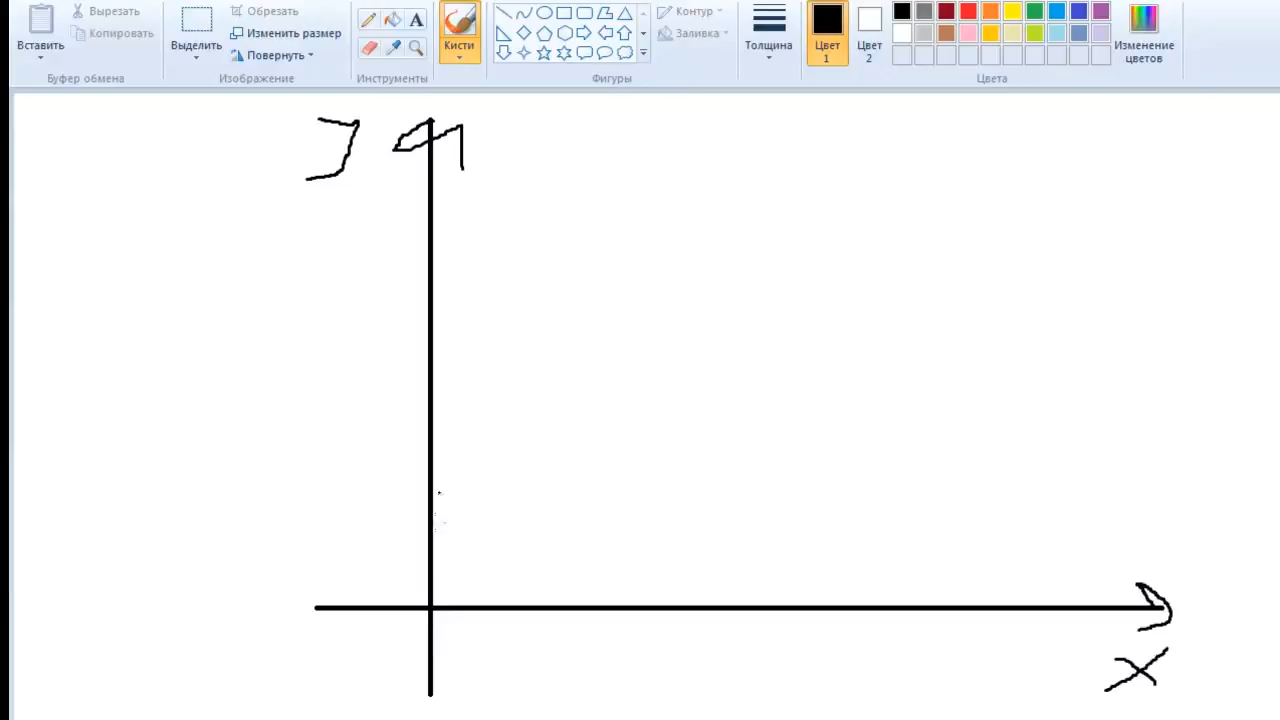 Вставить
Вырезать
Копировать
Буфер обмена
Выделить
Обрезать
Изменить размер
Повернуть
Изображение
A
Инструменты
Кисти
Контур
Заливка
Фигуры
Толщина
Цвет 1
Цвет 2
Изменение цветов
Цвета
x